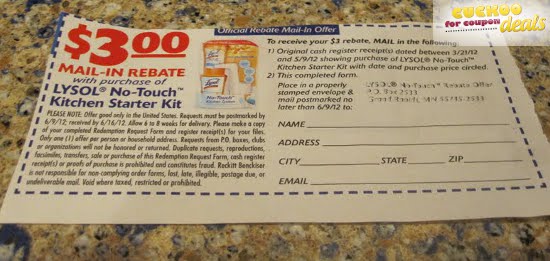 CUCKOO
for coupon
deals
Official Rebate Mail-In Offer
$3.00
MAIL-IN REBATE
with purchase of
LYSOL® No-Touch™
Kitchen Starter Kit
PLEASE NOTE: Offer good only in the United States. Requests must be postmarked by
6/9/12; received by 6/16/12. Allow 6 to 8 weeks for delivery. Please make a copy
of your completed Redemption Request Form and register receipt(s) for your files.
Only one (1) offer per person or household address. Requests from P.O. boxes, clubs
or organizations will not be honored or returned. Duplicate requests, reproductions,
facsimiles, transfers, sale or purchase of this Redemption Request Form, cash register
receipt(s) or proofs of purchase is prohibited and constitutes fraud. Reckitt Benckiser
is not responsible for non-complying offer forms, fast, late, illegible, postage due, or
undeliverable mail. Void where taxed, restricted or prohibited.
No-Touch™
To receive your $3 rebate, MAIL in the following:
1) Original cash register receipt(s) dated between 3/21/12
and 5/9/12 showing purchase of LYSOL® No-Touch™
Kitchen Starter Kit with date and purchase price circled.
2) This completed form.
Place in a properly
stamped envelope &
mail postmarked no
later than 6/9/12 to:
LYSOL® No-Touch™ Rebate Offer
NAME
ADDRESS
CITY STATE ZIP
EMAIL